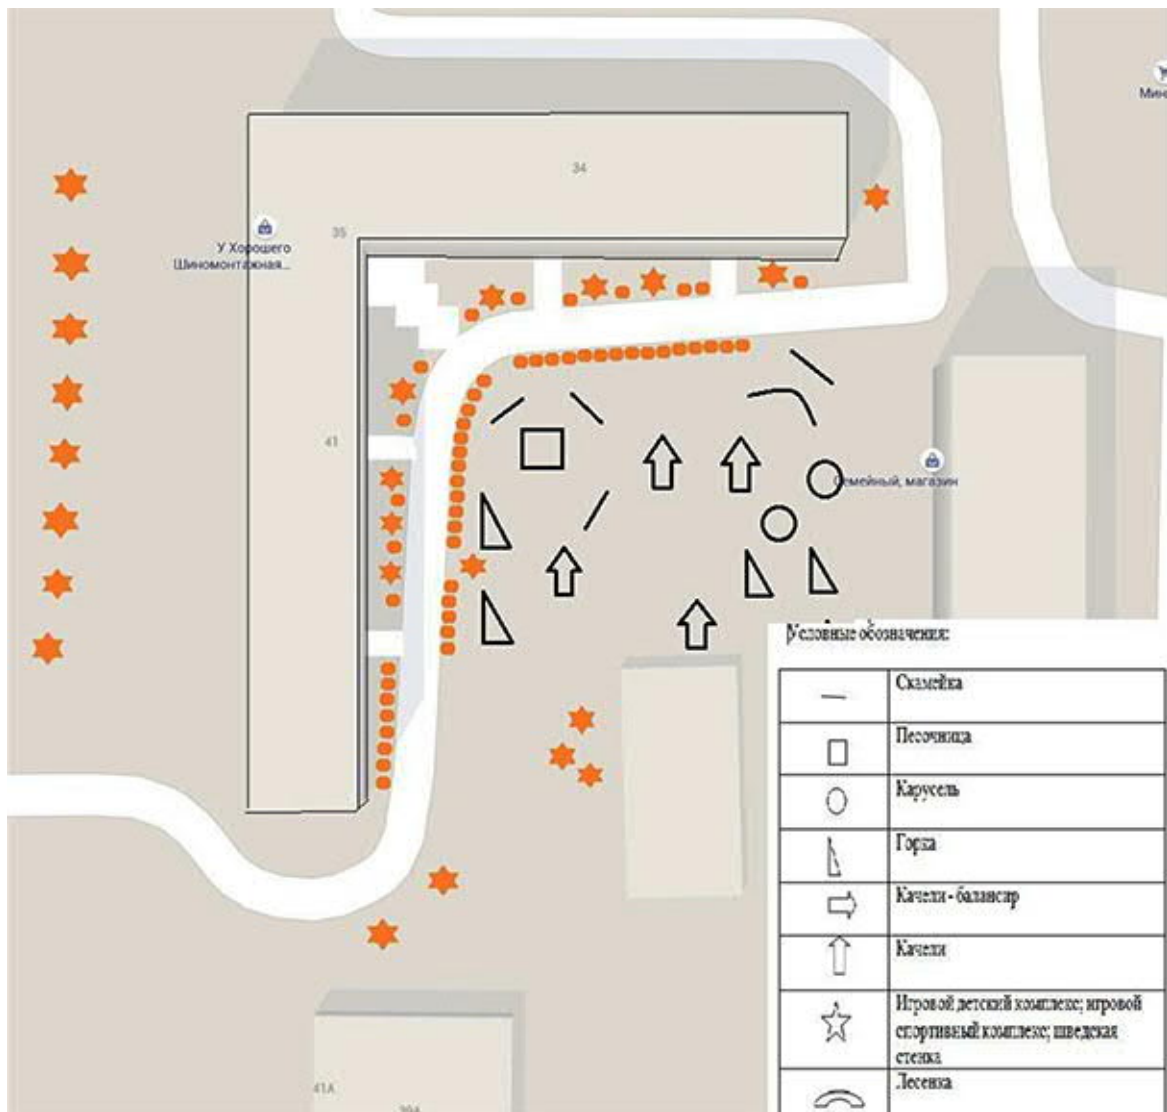 Мин
34
35
У Хорошего
Шиномонтажная...
41
Семейный, магазин
Условные обозначения:
Скамейка
Песочница
Карусель
Горка
Качели - балансир
Качели
Игровой детский комплекс; игровой
спортивный комплекс; шведская
стенка
Лесенка
41А